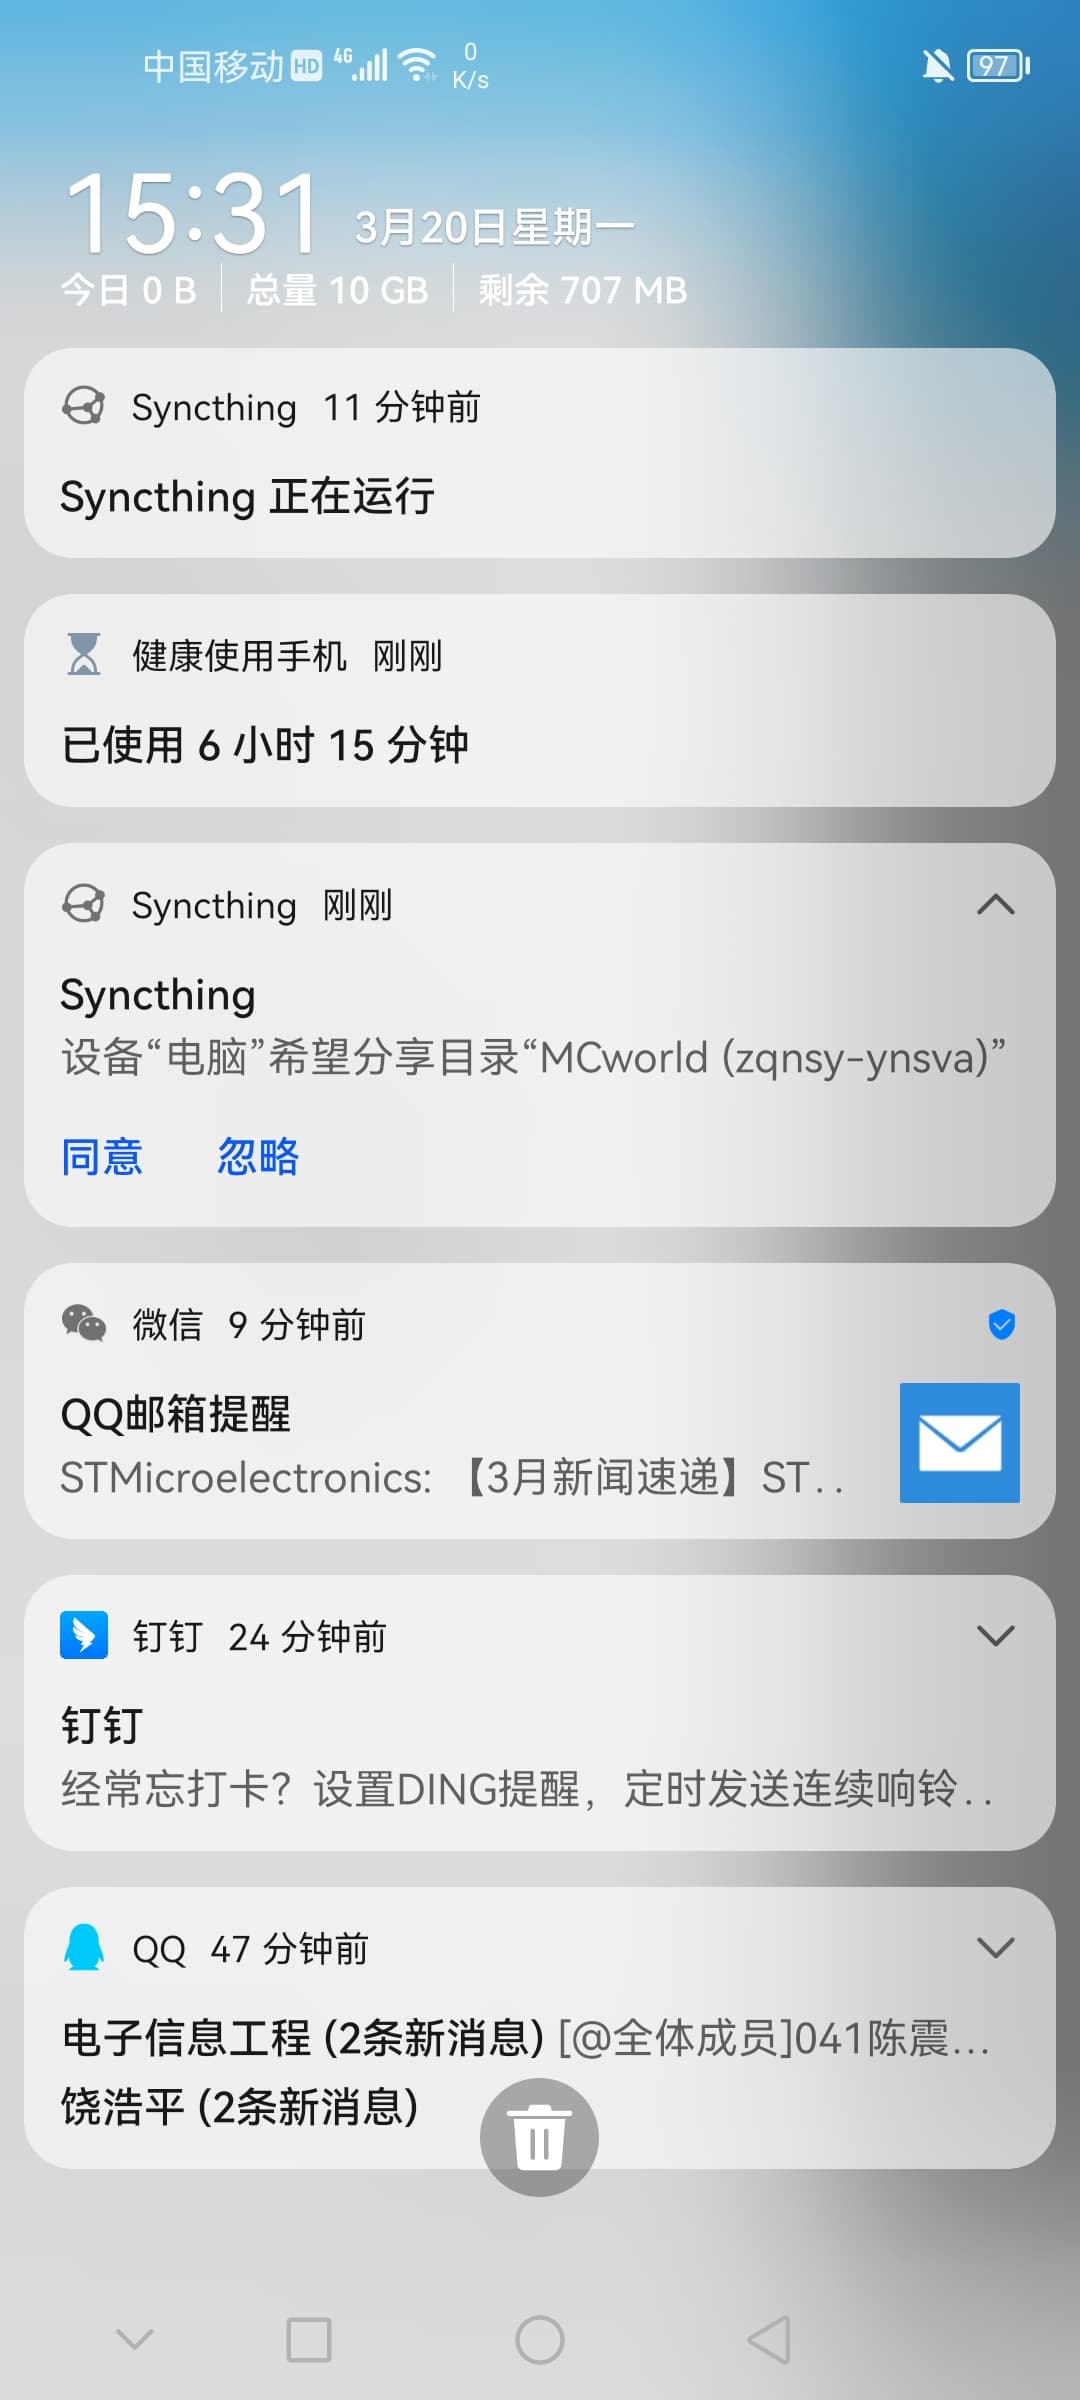 中国移动 HD 4G 0 K/s 97
15:31 3月20日星期一
今日 0 B 总量 10 GB 剩余 707 MB
Syncthing 11 分钟前
Syncthing 正在运行
健康使用手机 刚刚
已使用 6 小时 15 分钟
Syncthing 刚刚
Syncthing
设备“电脑”希望分享目录“MCworld (zqnsy-ynsva)”
同意 忽略
微信 9 分钟前
QQ邮箱提醒
STMicroelectronics: 【3月新闻速递】ST..
钉钉 24 分钟前
钉钉
经常忘打卡？设置DING提醒，定时发送连续响铃..
QQ 47 分钟前
电子信息工程 (2条新消息) [@全体成员]041陈震...
饶浩平 (2条新消息)